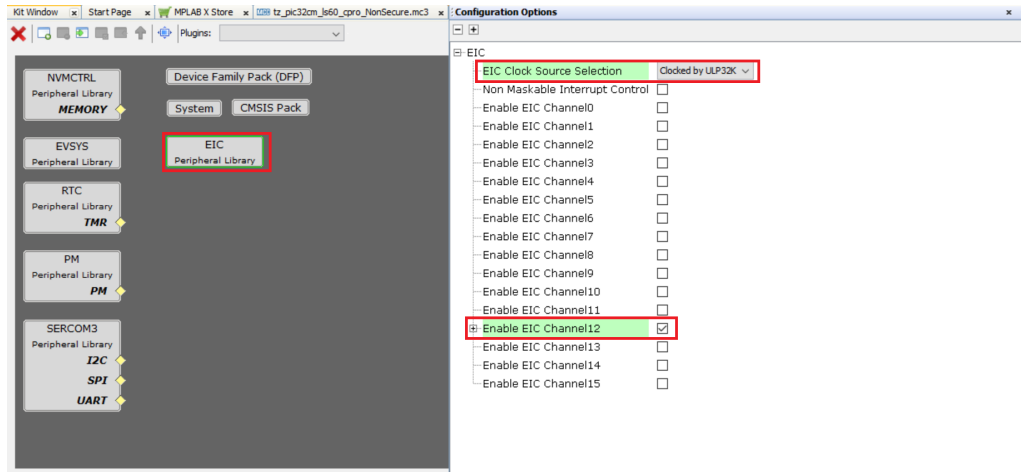 Kit Window x Start Page x MPLAB X Store x tz_pic32cm_ls60_cpro_NonSecure.mc3 x
Plugins:
NVMCTRL
Peripheral Library
MEMORY
EVSYS
Peripheral Library
RTC
Peripheral Library
TMR
PM
Peripheral Library
PM
SERCOM3
Peripheral Library
I2C
SPI
UART
Device Family Pack (DFP)
System CMSIS Pack
EIC
Peripheral Library
Configuration Options x
EIC
EIC Clock Source Selection Clocked by ULP32K
Non Maskable Interrupt Control
Enable EIC Channel0
Enable EIC Channel1
Enable EIC Channel2
Enable EIC Channel3
Enable EIC Channel4
Enable EIC Channel5
Enable EIC Channel6
Enable EIC Channel7
Enable EIC Channel8
Enable EIC Channel9
Enable EIC Channel10
Enable EIC Channel11
Enable EIC Channel12
Enable EIC Channel13
Enable EIC Channel14
Enable EIC Channel15